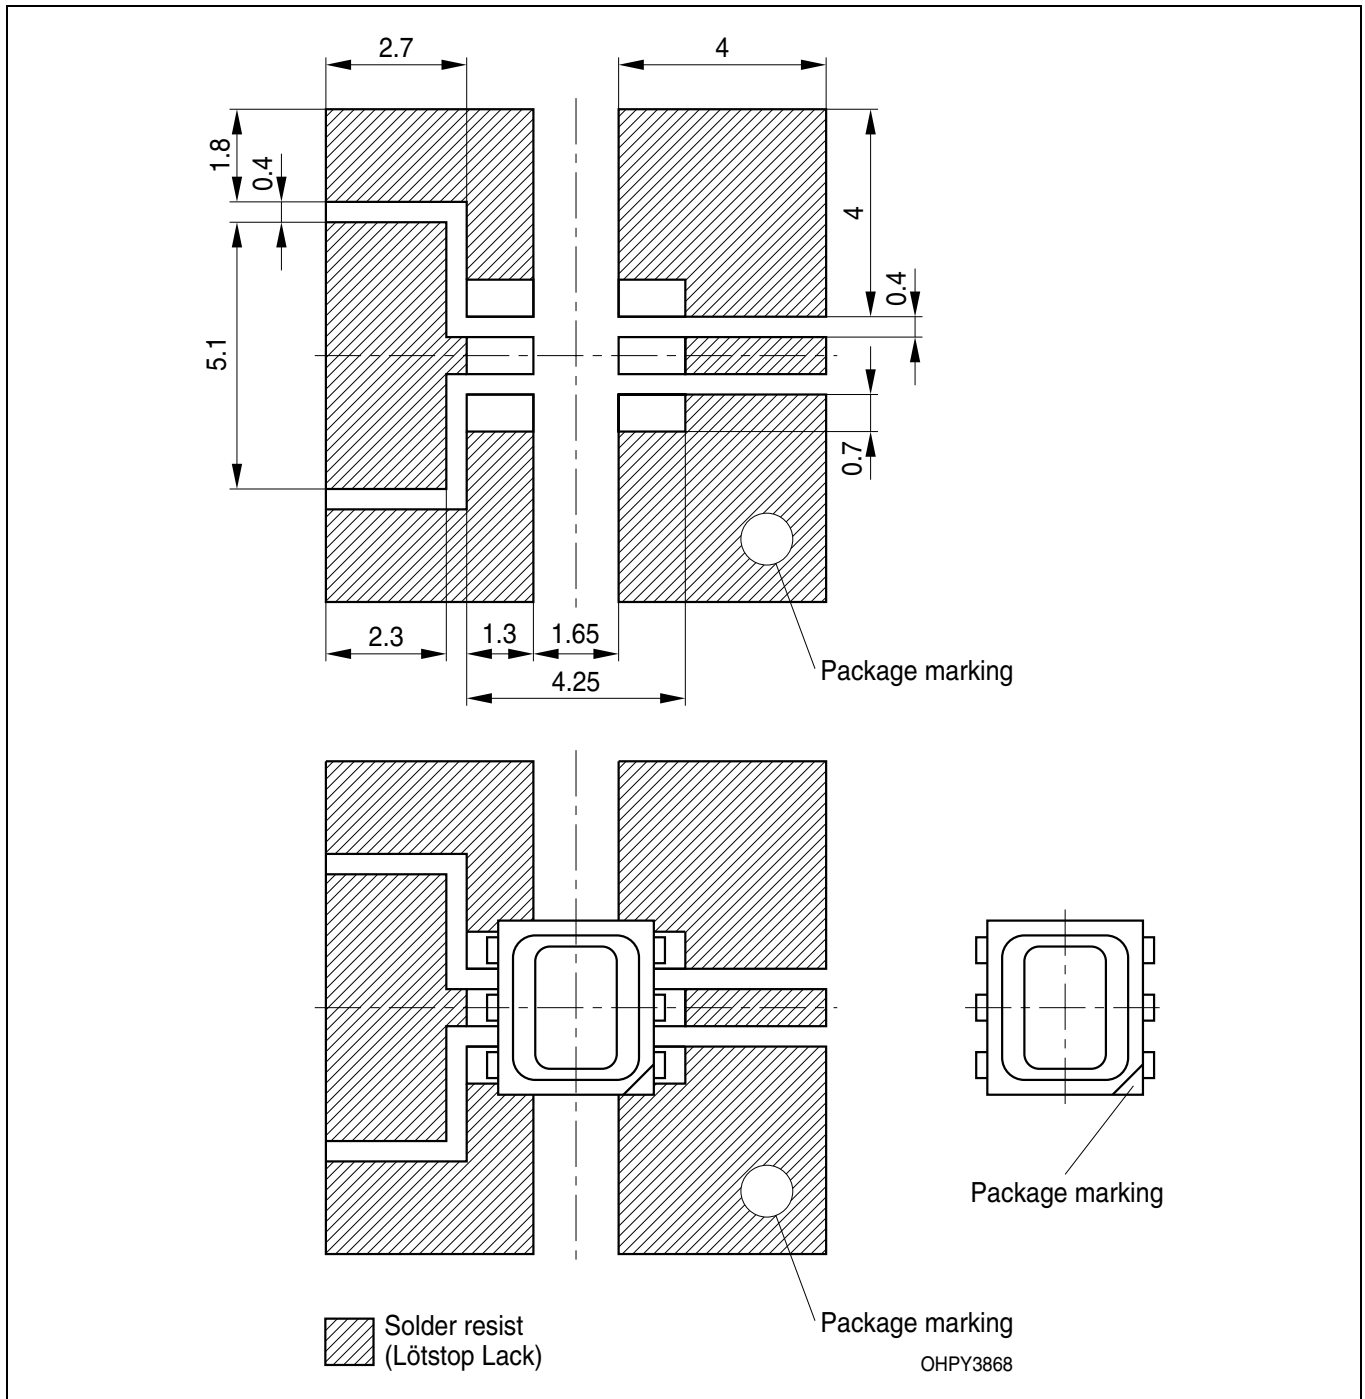 2.7
4
1.8
0.4
4
0.4
5.1
0.7
2.3
1.3
1.65
4.25
Package marking
Package marking
Package marking
Solder resist
(Lötstop Lack)
OHPY3868